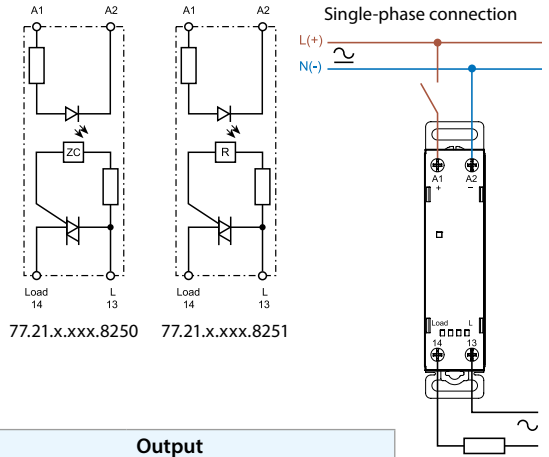 A1 A2
ZC
Load L
14 13
77.21.x.xxx.8250
A1 A2
R
Load L
14 13
77.21.x.xxx.8251
Single-phase connection
L(+)
N(-)
A1 A2
+ −
Load L
14 13
Output